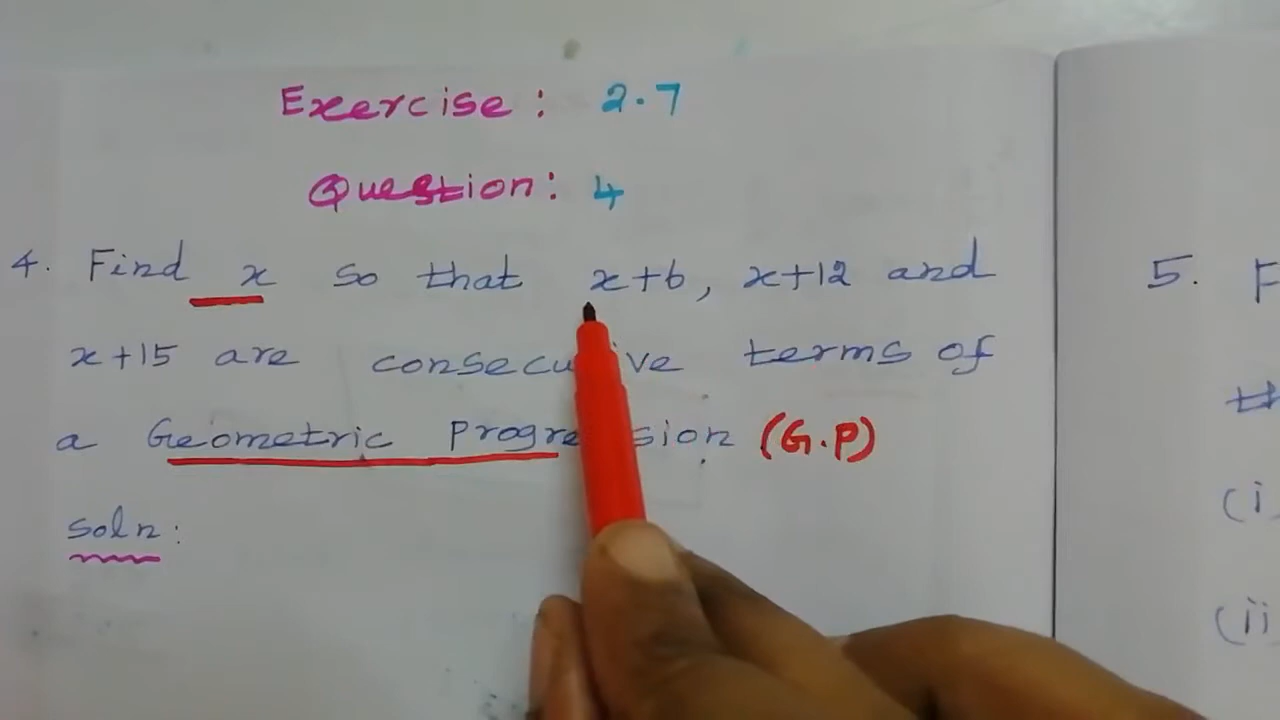 Exercise: 2.7
Question: 4
4. Find x so that x+6, x+12 and
x+15 are consecutive terms of
a Geometric Progression (G.P)
Soln:
5. F
(i)
(ii